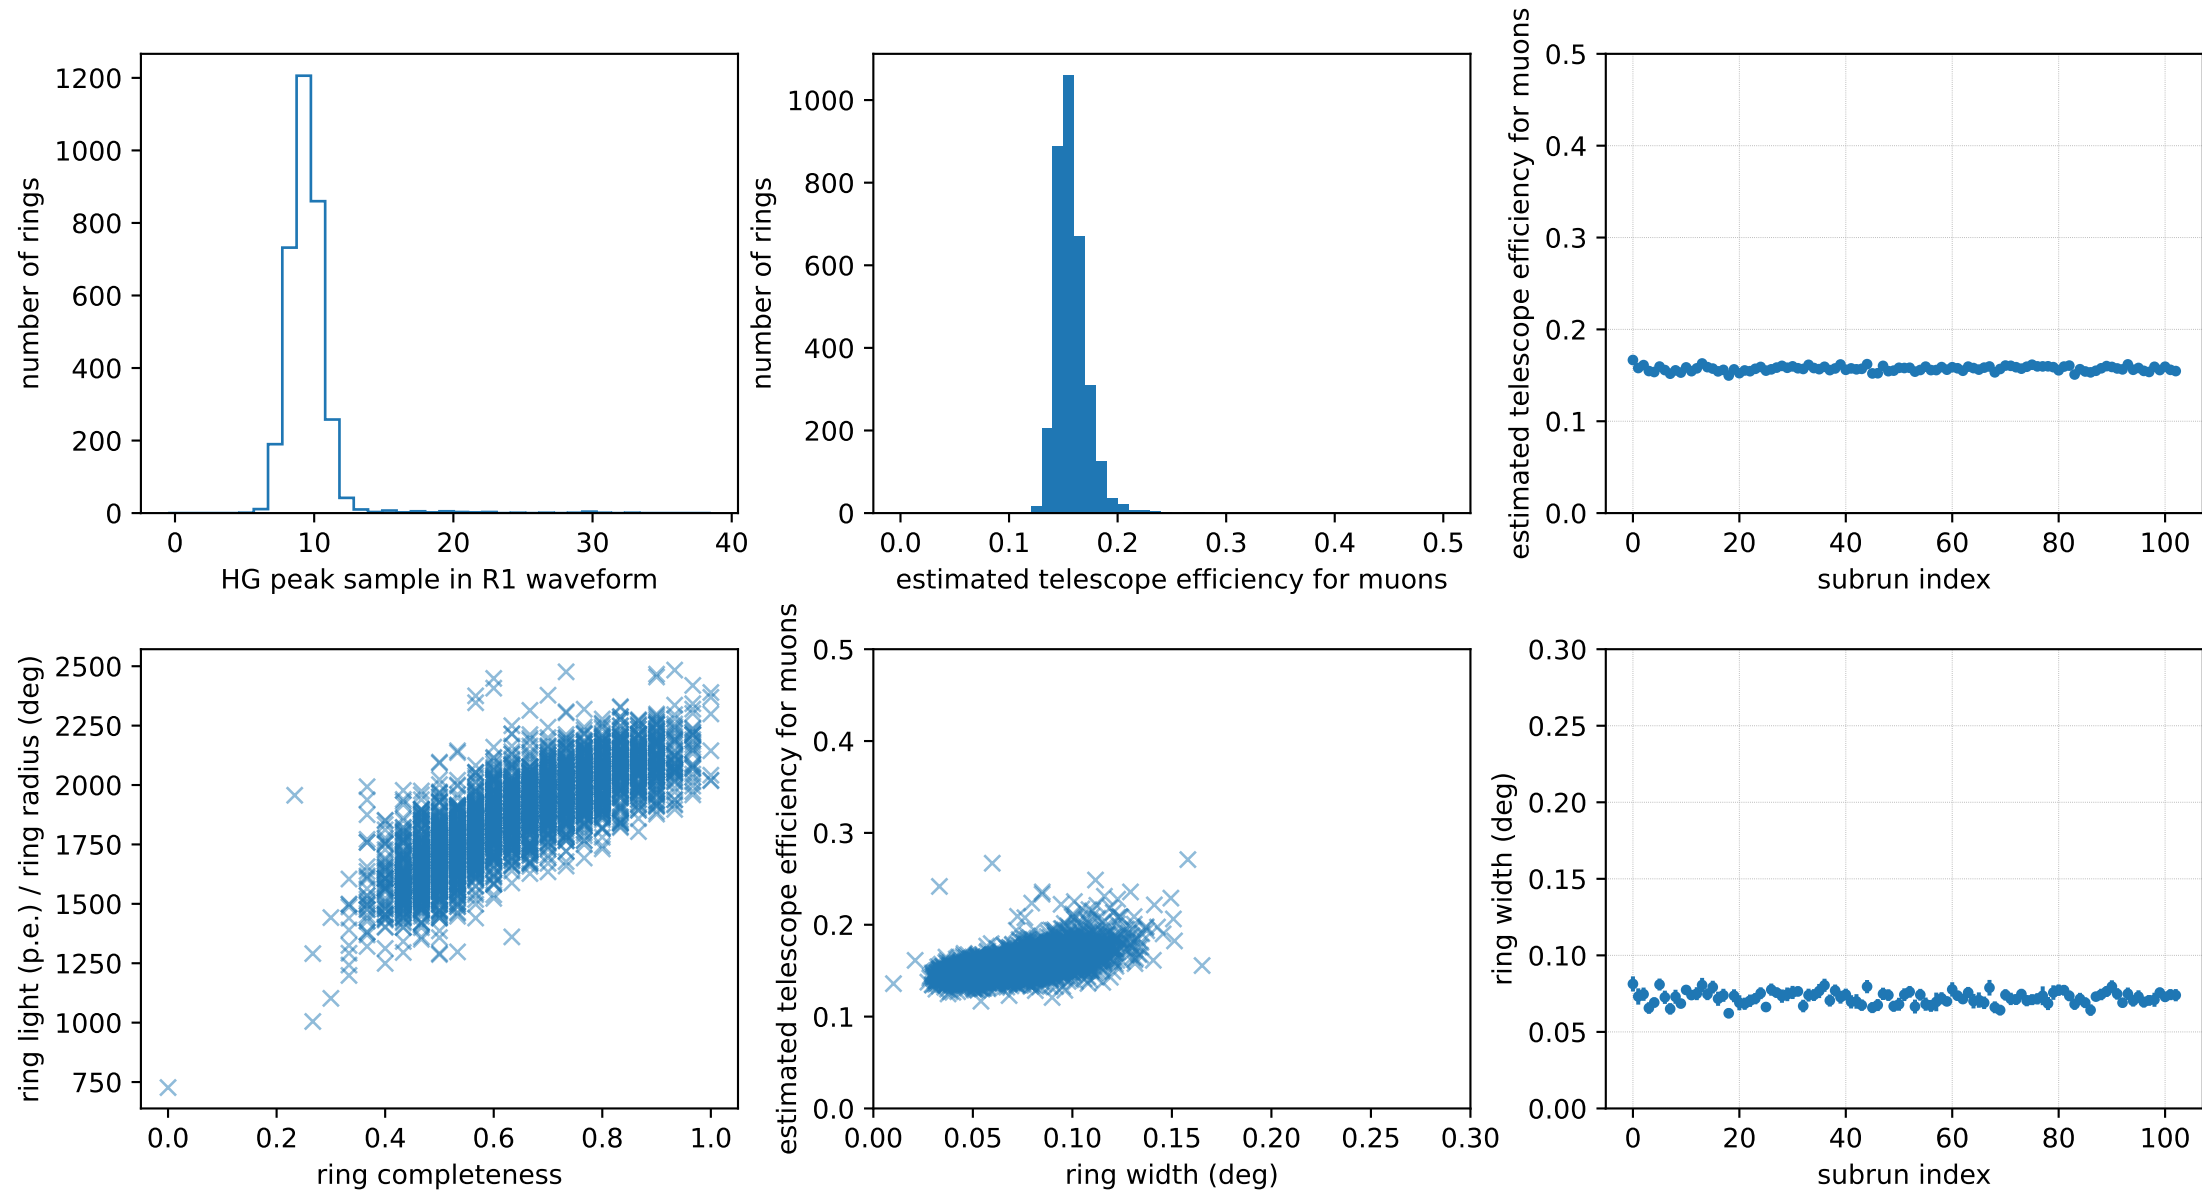 number of rings
1200
1000
800
600
400
200
0
0 10 20 30 40
HG peak sample in R1 waveform
number of rings
1000
800
600
400
200
0
0.0 0.1 0.2 0.3 0.4 0.5
estimated telescope efficiency for muons
estimated telescope efficiency for muons
0.5
0.4
0.3
0.2
0.1
0.0
0 20 40 60 80 100
subrun index
ring light (p.e.) / ring radius (deg)
2500
2250
2000
1750
1500
1250
1000
750
0.0 0.2 0.4 0.6 0.8 1.0
ring completeness
estimated telescope efficiency for muons
0.5
0.4
0.3
0.2
0.1
0.0
0.00 0.05 0.10 0.15 0.20 0.25 0.30
ring width (deg)
ring width (deg)
0.30
0.25
0.20
0.15
0.10
0.05
0.00
0 20 40 60 80 100
subrun index